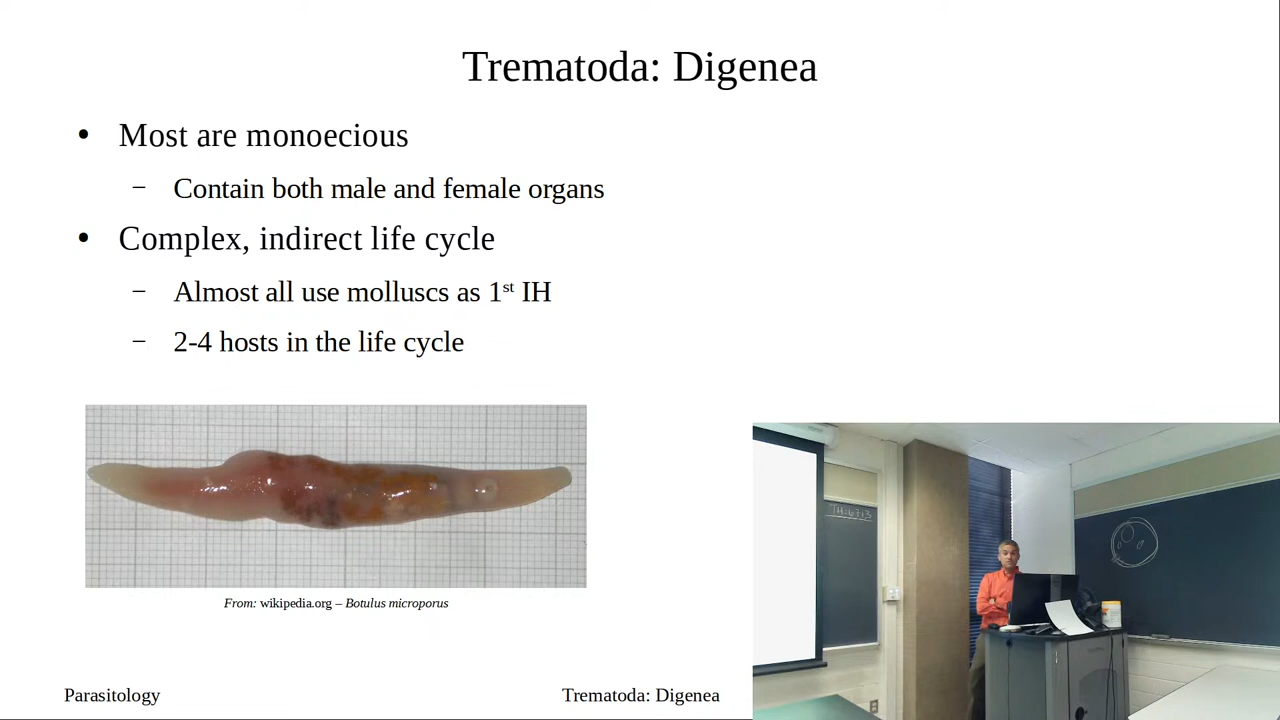 Trematoda: Digenea
• Most are monoecious
– Contain both male and female organs
• Complex, indirect life cycle
– Almost all use molluscs as 1st IH
– 2-4 hosts in the life cycle
From: wikipedia.org – Botulus microporus
Parasitology
Trematoda: Digenea